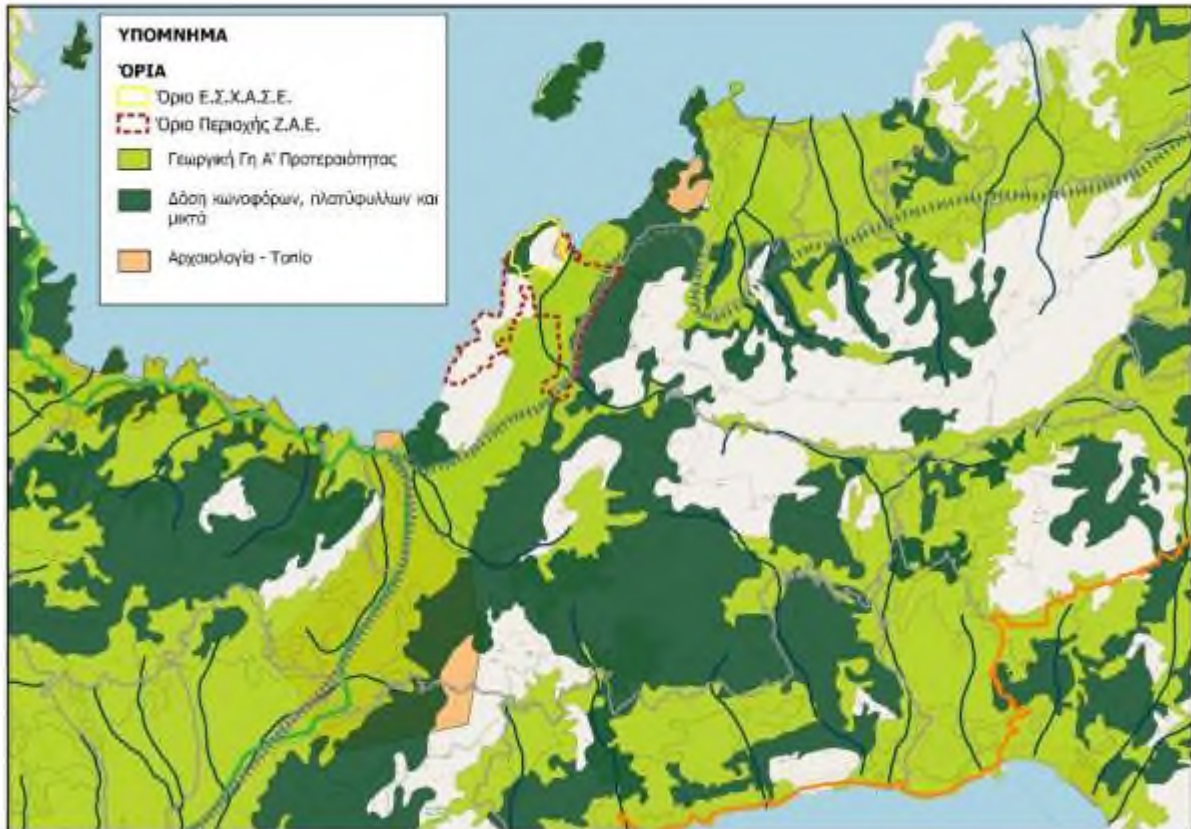 ΥΠΟΜΝΗΜΑ
ΌΡΙΑ
Όριο Ε.Σ.Χ.Α.Σ.Ε.
Όριο Περιοχής Ζ.Α.Ε.
Γεωργική Γη Α' Προτεραιότητας
Δάση κωνοφόρων, πλατύφυλλων και
μικτά
Αρχαιολογία - Τοπίο